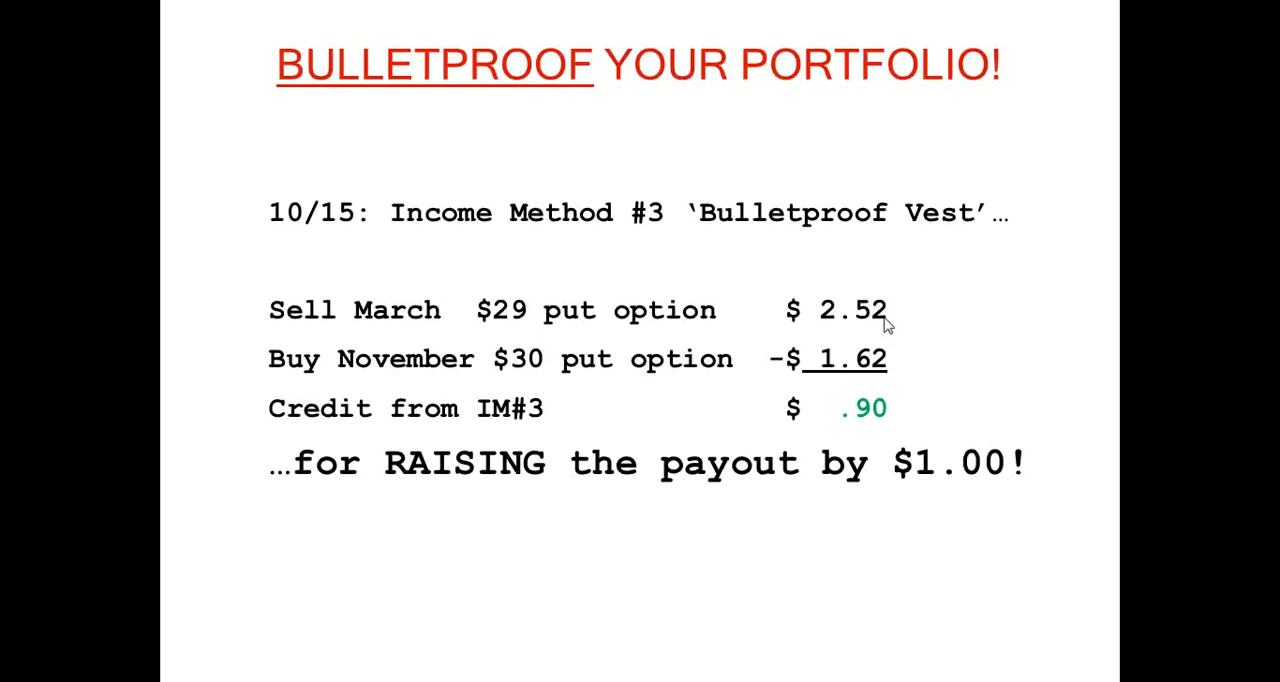 BULLETPROOF YOUR PORTFOLIO!
10/15: Income Method #3 ‘Bulletproof Vest’…
Sell March $29 put option $ 2.52
Buy November $30 put option -$ 1.62
Credit from IM#3 $ .90
…for RAISING the payout by $1.00!